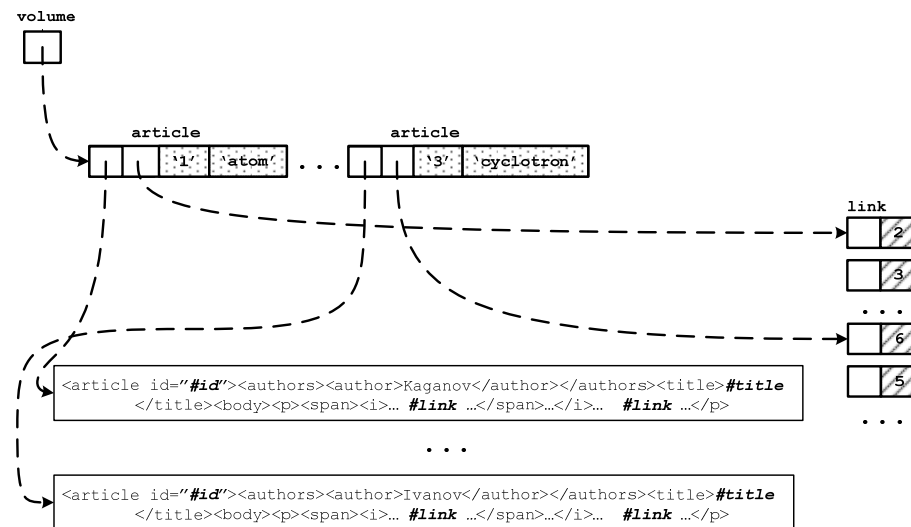 volume
article
article
‘1’ ‘atom’ ... ‘3’ ‘cyclotron’
link
2
3
...
6
5
...
<article id=”#id”><authors><author>Kaganov</author></authors><title>#title
</title><body><p><span><i>… #link …</span>…</i>… #link …</p>
...
<article id=”#id”><authors><author>Ivanov</author></authors><title>#title
</title><body><p><span><i>… #link …</span>…</i>… #link …</p>